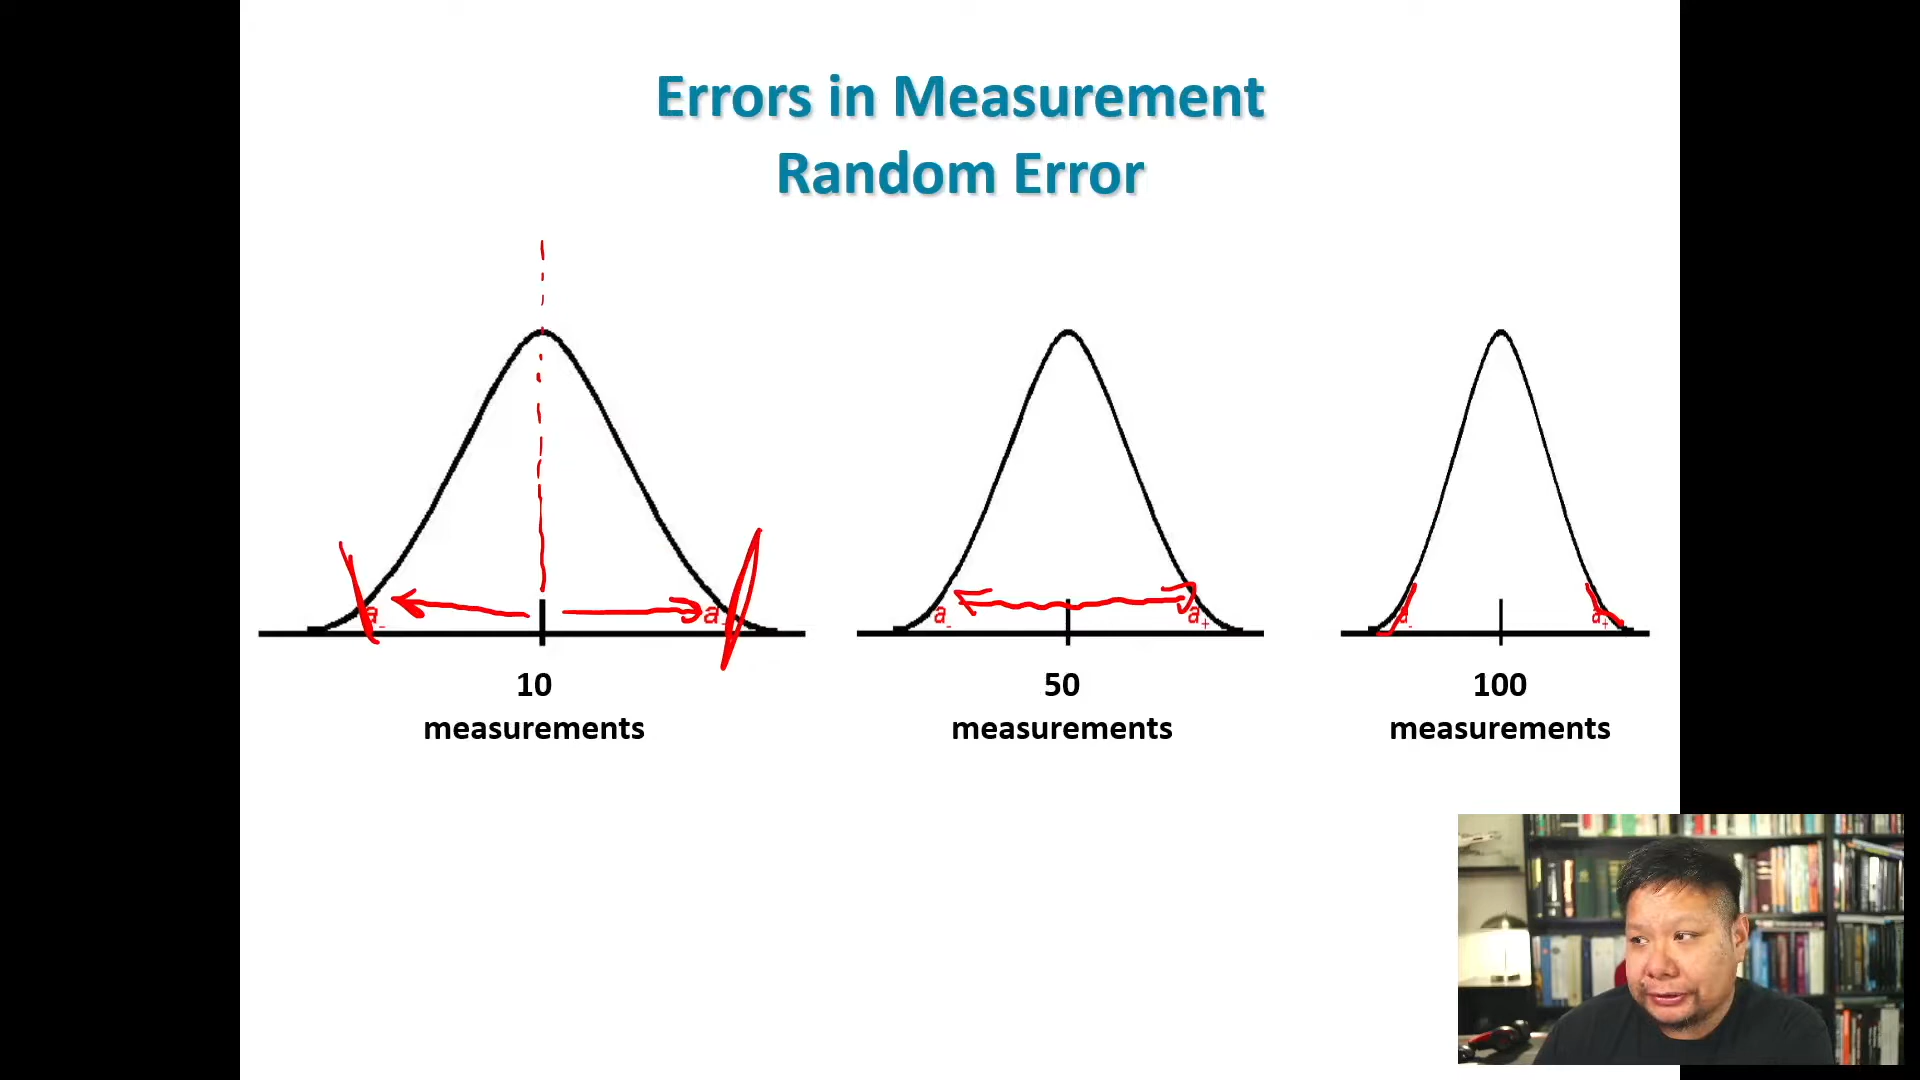 Errors in Measurement
Random Error
a-
a
a-
a+
a-
a+
10
measurements
50
measurements
100
measurements